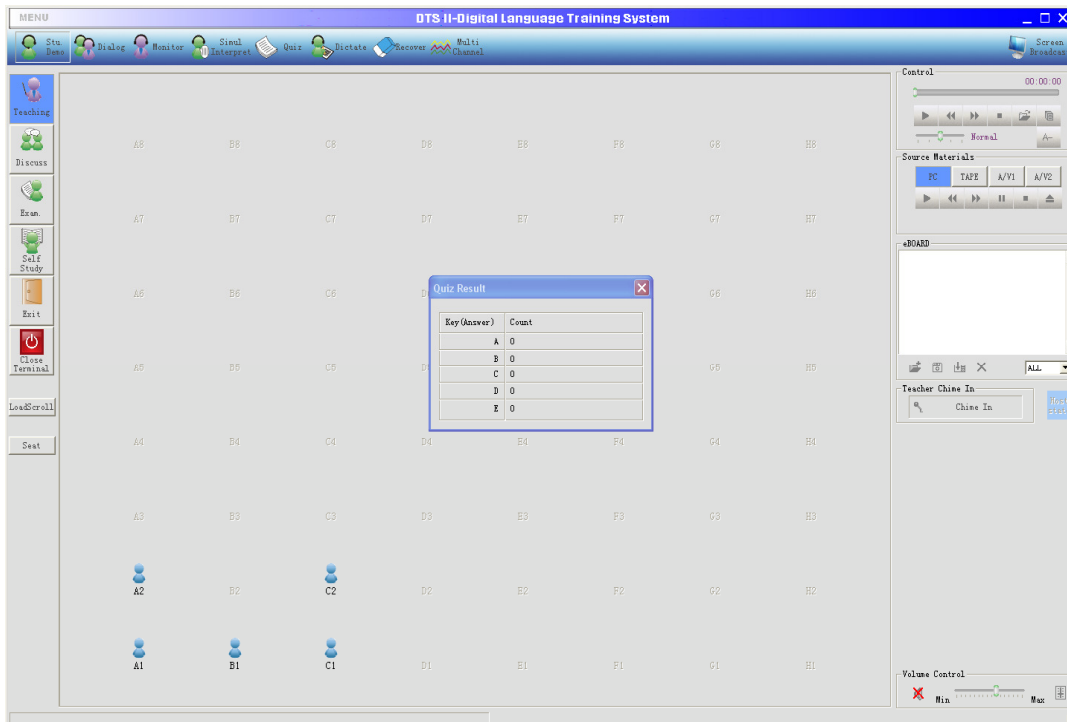 MENU
DTS II-Digital Language Training System
Stu.
Demo
Dialog
Monitor
Simul
Interpret
Quiz
Dictate
Recover
Multi
Channel
Screen
Broadcas
Teaching
Discuss
Exam.
Self
Study
Exit
Close
Terminal
LoadScroll
Seat
A8 B8 C8 D8 E8 F8 G8 H8
A7 B7 C7 D7 E7 F7 G7 H7
A6 B6 C6 D G6 H6
A5 B5 C5 D G5 H5
A4 B4 C4 D4 E4 F4 G4 H4
A3 B3 C3 D3 E3 F3 G3 H3
A2 B2 C2 D2 E2 F2 G2 H2
A1 B1 C1 D1 E1 F1 G1 H1
Quiz Result
Key(Answer) Count
A 0
B 0
C 0
D 0
E 0
Control
00:00:00
Normal
A-
Source Materials
PC TAPE A/V1 A/V2
eBOARD
ALL
Teacher Chime In
Chime In
Volume Control
Min Max